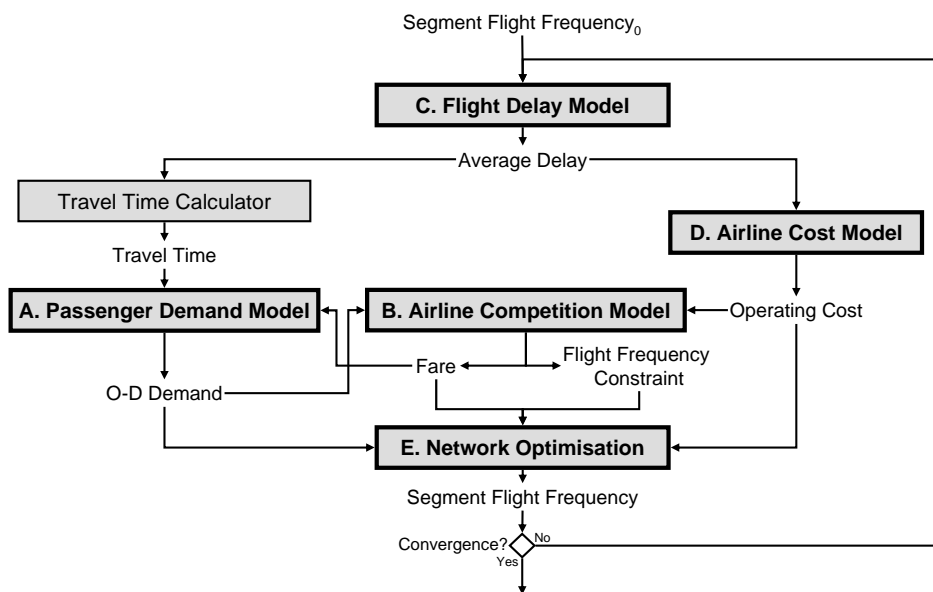 Segment Flight Frequency0
C. Flight Delay Model
Average Delay
Travel Time Calculator
D. Airline Cost Model
Travel Time
A. Passenger Demand Model
B. Airline Competition Model
Operating Cost
Fare
Flight Frequency
Constraint
O-D Demand
E. Network Optimisation
Segment Flight Frequency
Convergence?
No
Yes